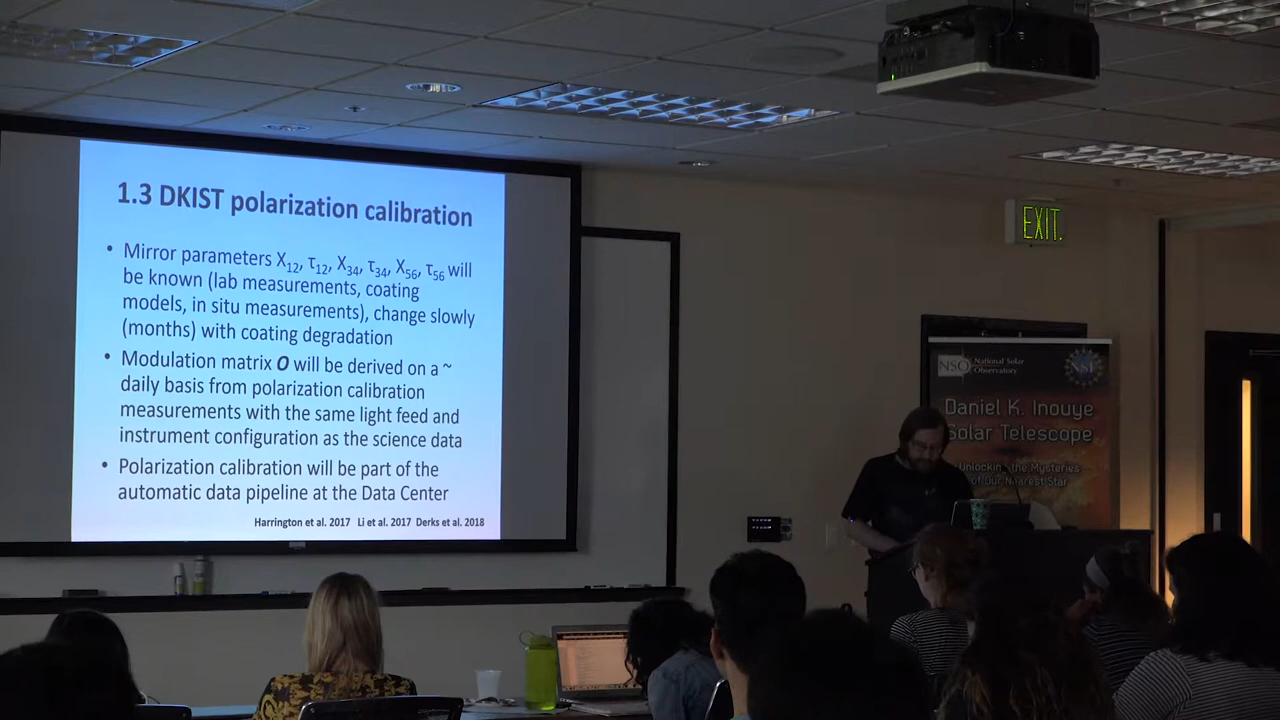 1.3 DKIST polarization calibration
• Mirror parameters X12, τ12, X34, τ34, X56, τ56 will
be known (lab measurements, coating
models, in situ measurements), change slowly
(months) with coating degradation
• Modulation matrix O will be derived on a ~
daily basis from polarization calibration
measurements with the same light feed and
instrument configuration as the science data
• Polarization calibration will be part of the
automatic data pipeline at the Data Center
Harrington et al. 2017 Li et al. 2017 Derks et al. 2018
EXIT
NSO National Solar
Observatory
NSF
Daniel K. Inouye
Solar Telescope
Unlocking the Mysteries
of Our Nearest Star